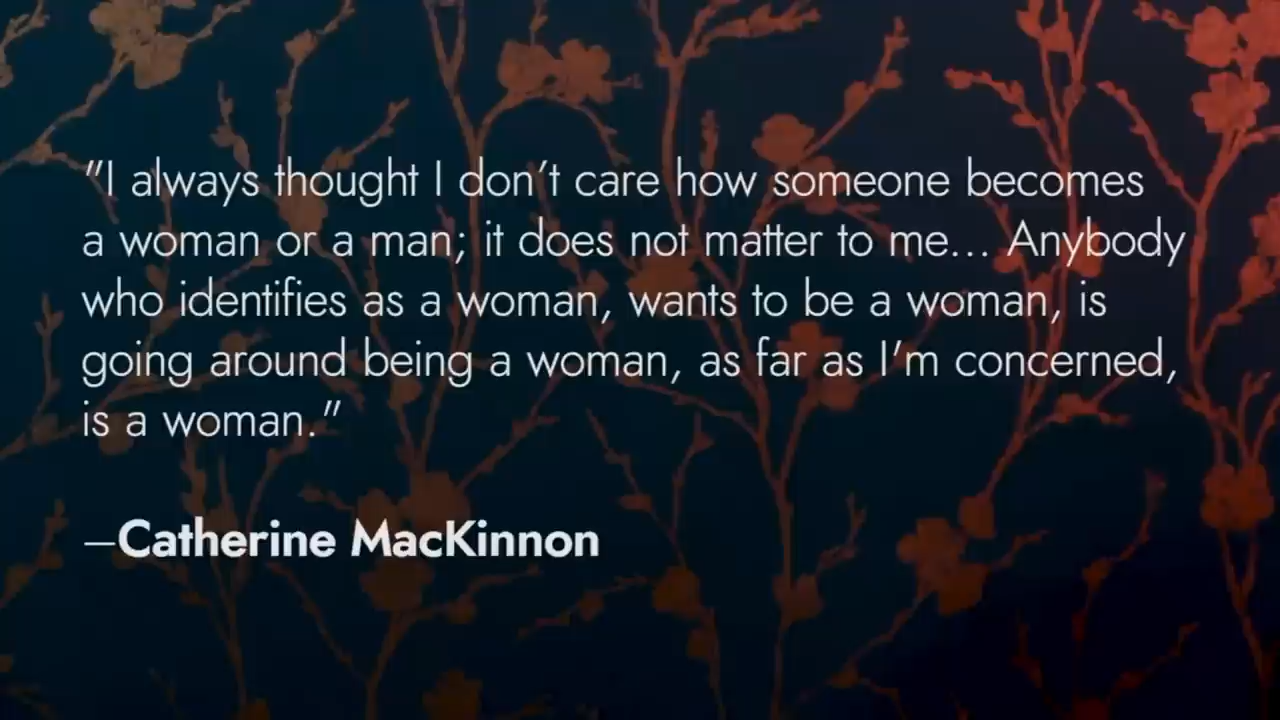 "I always thought I don't care how someone becomes
a woman or a man; it does not matter to me... Anybody
who identifies as a woman, wants to be a woman, is
going around being a woman, as far as I'm concerned,
is a woman."
–Catherine MacKinnon